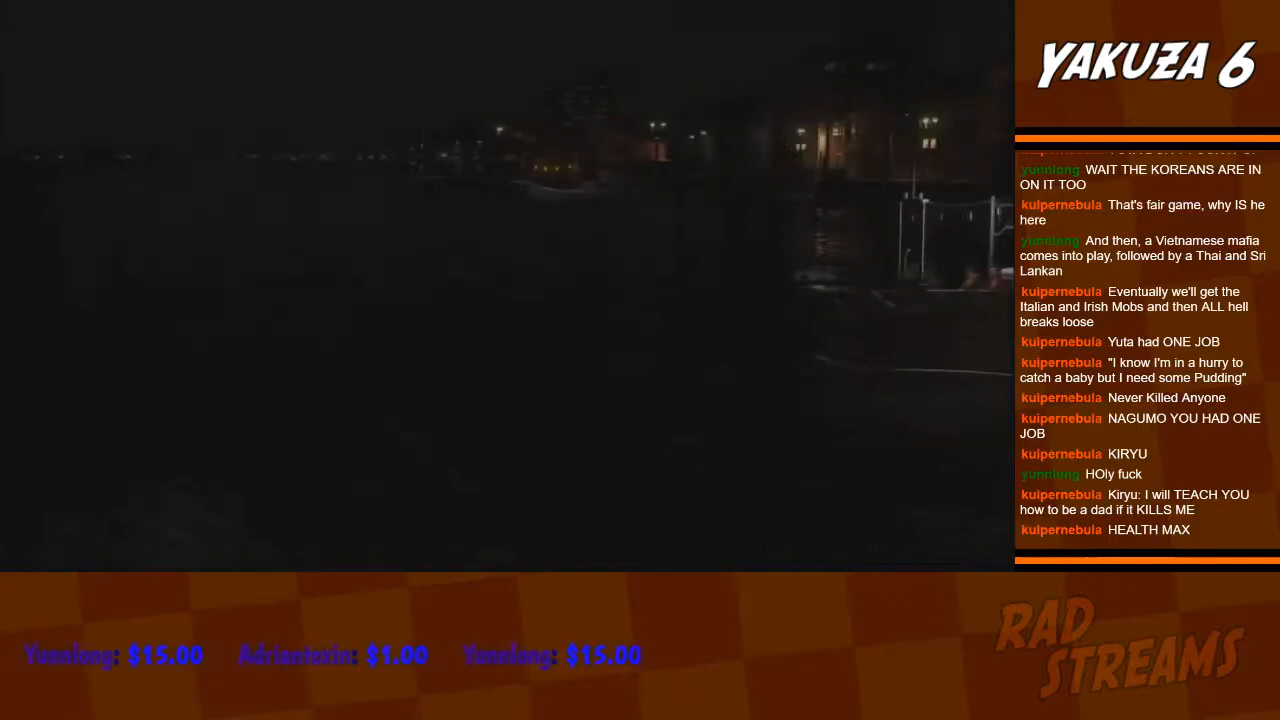 YAKUZA 6
yunnlong WAIT THE KOREANS ARE IN
ON IT TOO
kuipernebula That's fair game, why IS he
here
yunnlong And then, a Vietnamese mafia
comes into play, followed by a Thai and Sri
Lankan
kuipernebula Eventually we'll get the
Italian and Irish Mobs and then ALL hell
breaks loose
kuipernebula Yuta had ONE JOB
kuipernebula "I know I'm in a hurry to
catch a baby but I need some Pudding"
kuipernebula Never Killed Anyone
kuipernebula NAGUMO YOU HAD ONE
JOB
kuipernebula KIRYU
yunnlong HOly fuck
kuipernebula Kiryu: I will TEACH YOU
how to be a dad if it KILLS ME
kuipernebula HEALTH MAX
Yunnlong: $15.00 Adriantoxin: $1.00 Yunnlong: $15.00
RAD
STREAMS